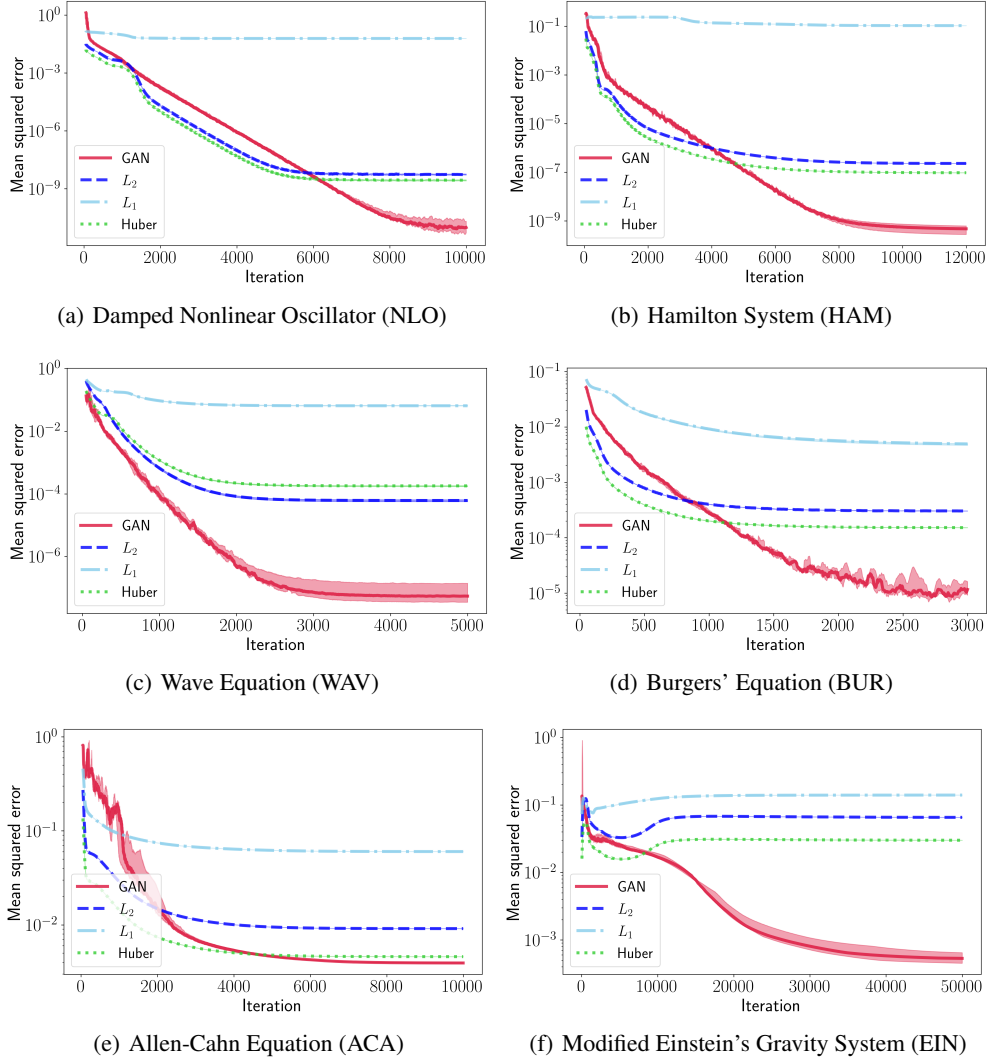 Mean squared error
10^0
10^{-3}
10^{-6}
10^{-9}
GAN
L_2
L_1
Huber
0 2000 4000 6000 8000 10000
Iteration
(a) Damped Nonlinear Oscillator (NLO)
Mean squared error
10^{-1}
10^{-3}
10^{-5}
10^{-7}
10^{-9}
GAN
L_2
L_1
Huber
0 2000 4000 6000 8000 10000 12000
Iteration
(b) Hamilton System (HAM)
Mean squared error
10^0
10^{-2}
10^{-4}
10^{-6}
GAN
L_2
L_1
Huber
0 1000 2000 3000 4000 5000
Iteration
(c) Wave Equation (WAV)
Mean squared error
10^{-1}
10^{-2}
10^{-3}
10^{-4}
10^{-5}
GAN
L_2
L_1
Huber
0 500 1000 1500 2000 2500 3000
Iteration
(d) Burgers' Equation (BUR)
Mean squared error
10^0
10^{-1}
10^{-2}
GAN
L_2
L_1
Huber
0 2000 4000 6000 8000 10000
Iteration
(e) Allen-Cahn Equation (ACA)
Mean squared error
10^0
10^{-1}
10^{-2}
10^{-3}
GAN
L_2
L_1
Huber
0 10000 20000 30000 40000 50000
Iteration
(f) Modified Einstein's Gravity System (EIN)